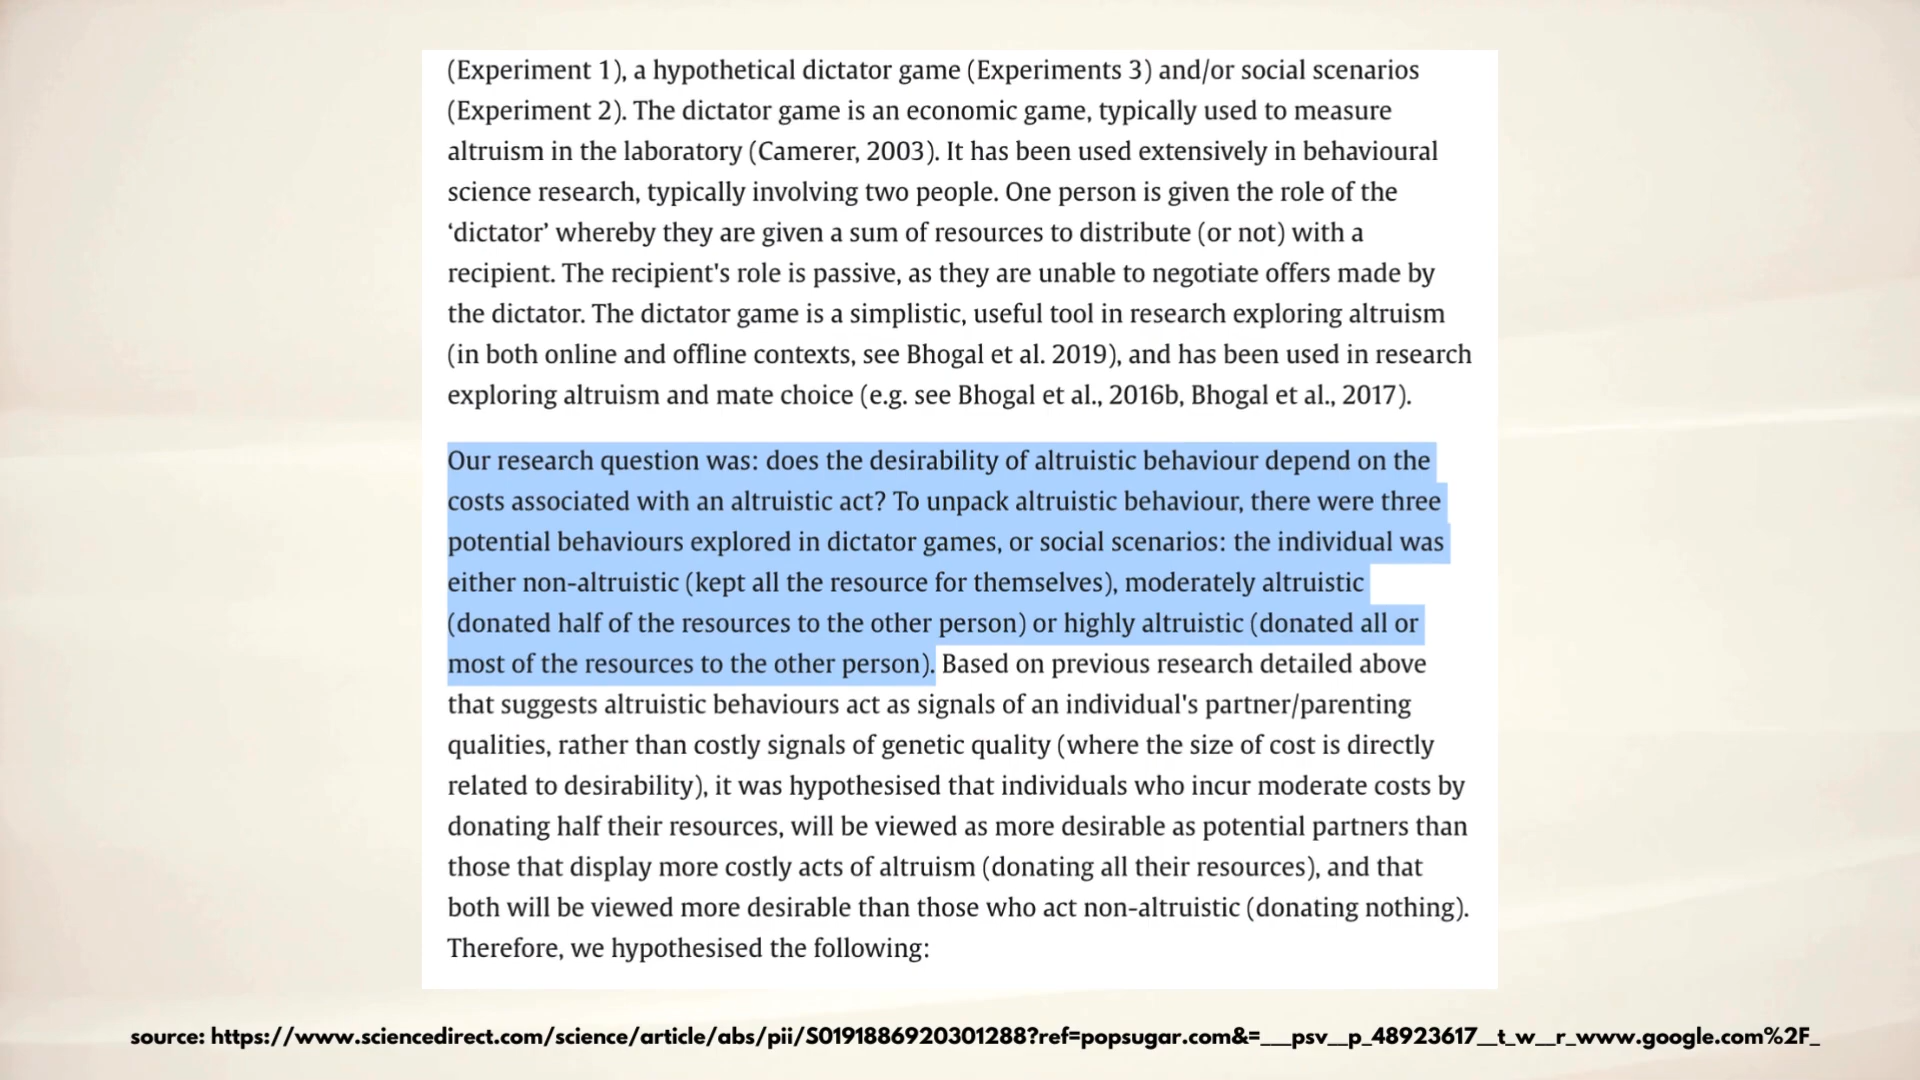 (Experiment 1), a hypothetical dictator game (Experiments 3) and/or social scenarios
(Experiment 2). The dictator game is an economic game, typically used to measure
altruism in the laboratory (Camerer, 2003). It has been used extensively in behavioural
science research, typically involving two people. One person is given the role of the
‘dictator’ whereby they are given a sum of resources to distribute (or not) with a
recipient. The recipient's role is passive, as they are unable to negotiate offers made by
the dictator. The dictator game is a simplistic, useful tool in research exploring altruism
(in both online and offline contexts, see Bhogal et al. 2019), and has been used in research
exploring altruism and mate choice (e.g. see Bhogal et al., 2016b, Bhogal et al., 2017).
Our research question was: does the desirability of altruistic behaviour depend on the
costs associated with an altruistic act? To unpack altruistic behaviour, there were three
potential behaviours explored in dictator games, or social scenarios: the individual was
either non-altruistic (kept all the resource for themselves), moderately altruistic
(donated half of the resources to the other person) or highly altruistic (donated all or
most of the resources to the other person). Based on previous research detailed above
that suggests altruistic behaviours act as signals of an individual's partner/parenting
qualities, rather than costly signals of genetic quality (where the size of cost is directly
related to desirability), it was hypothesised that individuals who incur moderate costs by
donating half their resources, will be viewed as more desirable as potential partners than
those that display more costly acts of altruism (donating all their resources), and that
both will be viewed more desirable than those who act non-altruistic (donating nothing).
Therefore, we hypothesised the following:
source: https://www.sciencedirect.com/science/article/abs/pii/S0191886920301288?ref=popsugar.com&=___psv__p_48923617__t_w__r_www.google.com%2F_